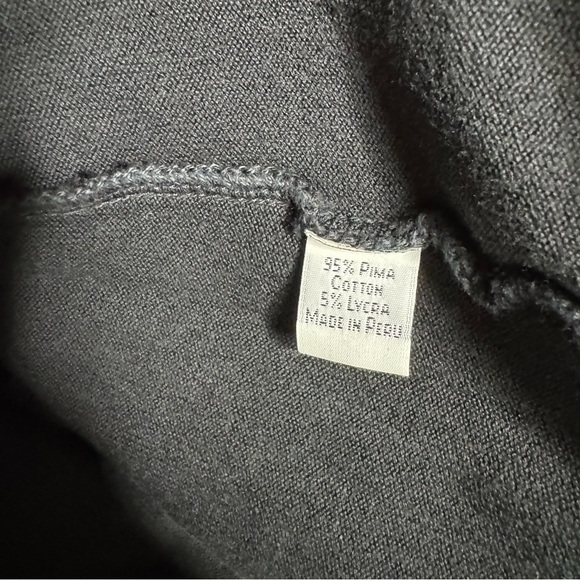 95% PIMA
COTTON
5% LYCRA
MADE IN PERU